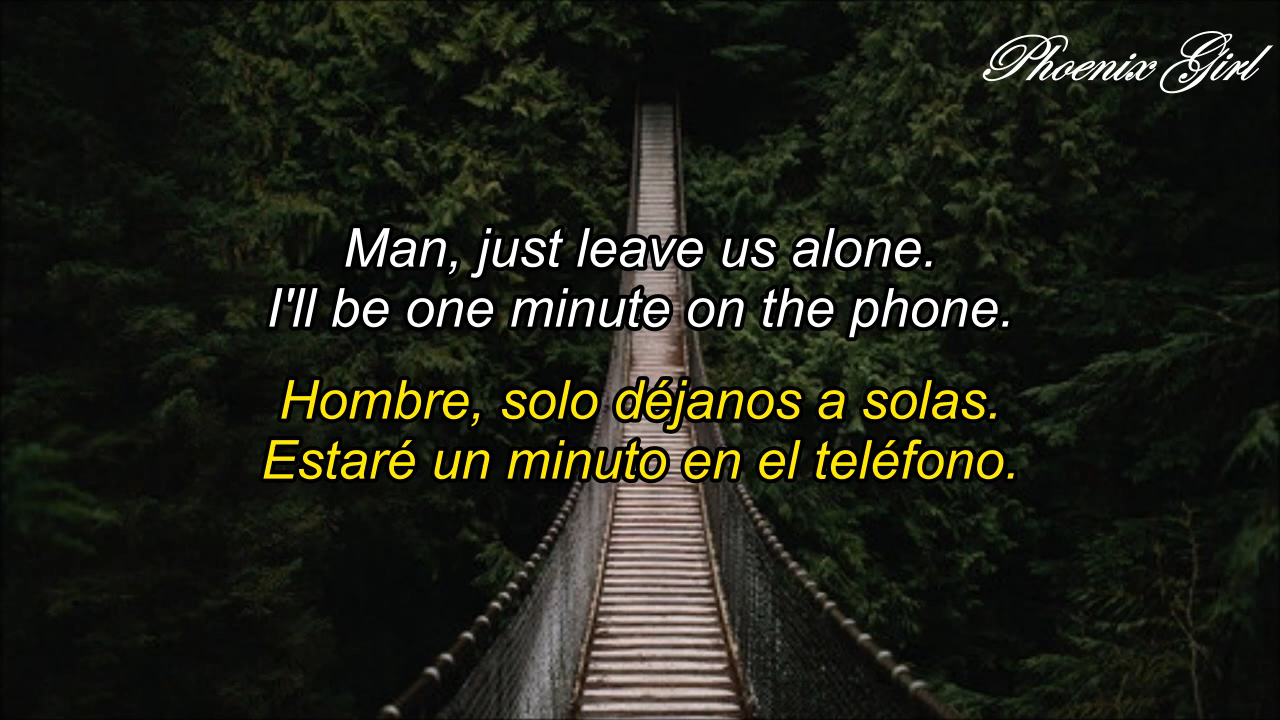 Phoenix Girl
Man, just leave us alone.
I'll be one minute on the phone.
Hombre, solo déjanos a solas.
Estaré un minuto en el teléfono.